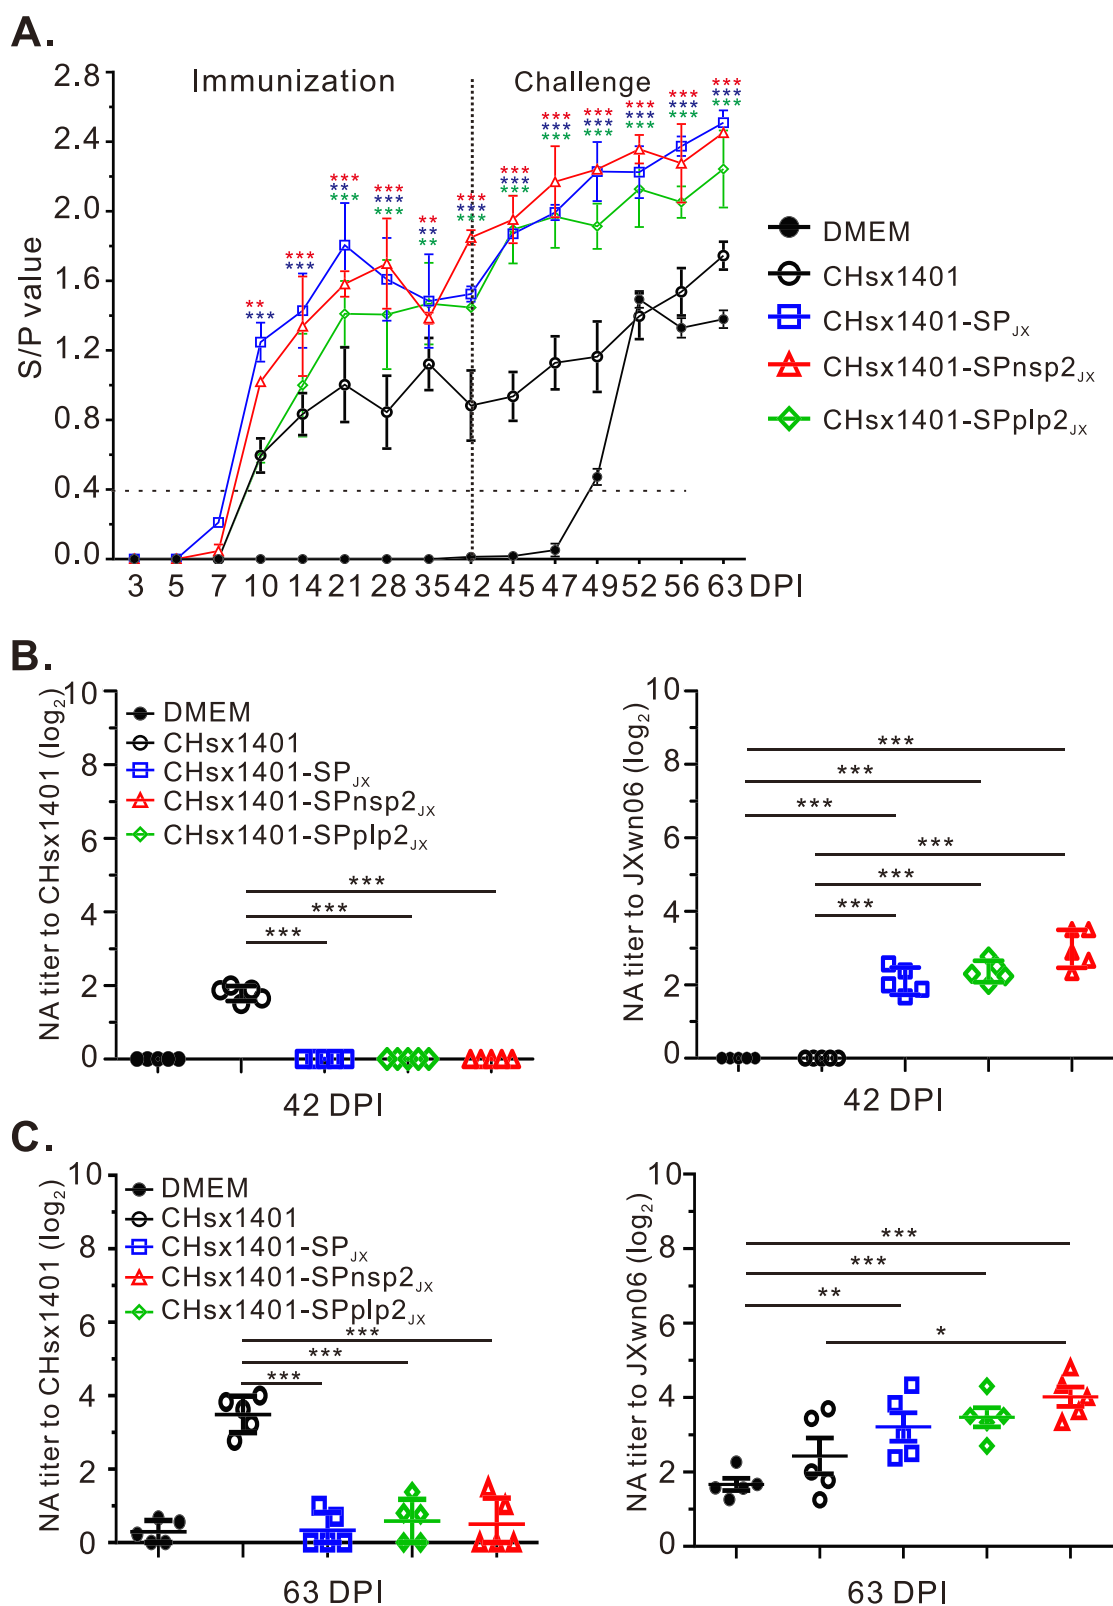 A.
Immunization Challenge
S/P value
2.8
2.4
2.0
1.6
1.2
0.8
0.4
0.0
** *** *** *** ** *** *** *** *** *** *** ***
*** *** ** *** ** *** *** *** *** *** *** ***
*** *** ** *** *** *** *** *** *** ***
3 5 7 10 14 21 28 35 42 45 47 49 52 56 63 DPI
DMEM
CHsx1401
CHsx1401-SPJX
CHsx1401-SPnsp2JX
CHsx1401-SPplp2JX
B.
NA titer to CHsx1401 (log2)
10
8
6
4
2
0
DMEM
CHsx1401
CHsx1401-SPJX
CHsx1401-SPnsp2JX
CHsx1401-SPplp2JX
***
***
***
42 DPI
NA titer to JXwn06 (log2)
10
8
6
4
2
0
***
***
***
***
***
***
42 DPI
C.
NA titer to CHsx1401 (log2)
10
8
6
4
2
0
DMEM
CHsx1401
CHsx1401-SPJX
CHsx1401-SPnsp2JX
CHsx1401-SPplp2JX
***
***
***
63 DPI
NA titer to JXwn06 (log2)
10
8
6
4
2
0
***
***
**
*
63 DPI